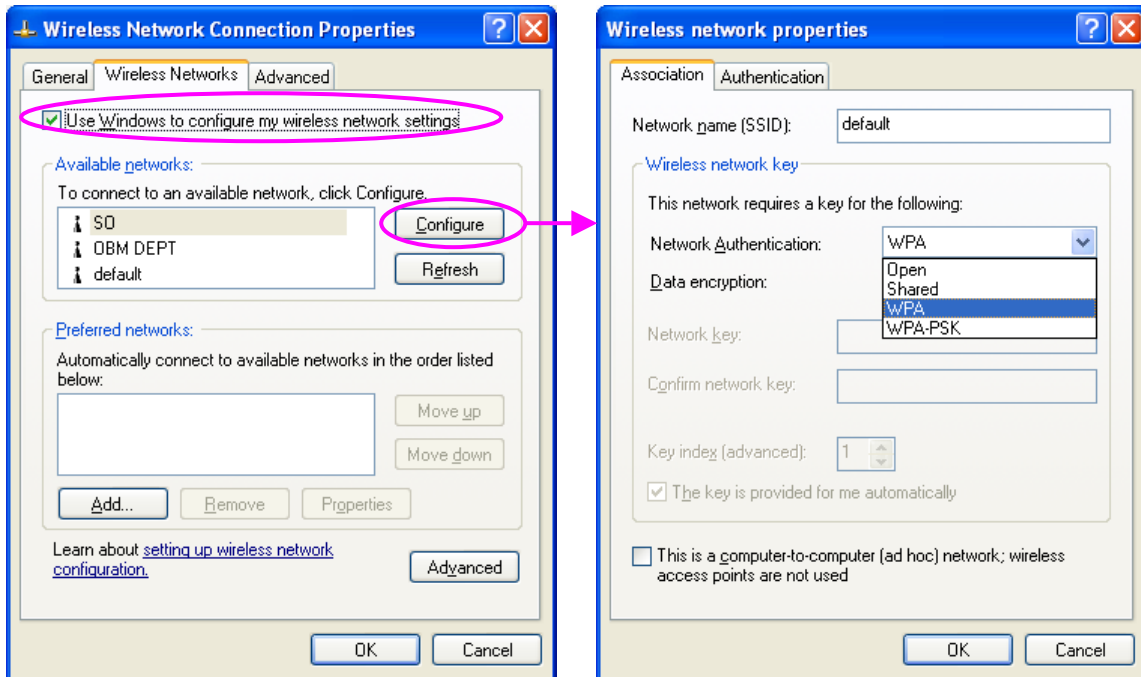 Wireless Network Connection Properties
General Wireless Networks Advanced
Use Windows to configure my wireless network settings
Available networks:
To connect to an available network, click Configure.
SO
OBM DEPT
default
Configure
Refresh
Preferred networks:
Automatically connect to available networks in the order listed
below:
Move up
Move down
Add... Remove Properties
Learn about setting up wireless network
configuration.
Advanced
OK Cancel
Wireless network properties
Association Authentication
Network name (SSID): default
Wireless network key
This network requires a key for the following:
Network Authentication: WPA
Open
Shared
WPA
WPA-PSK
Data encryption:
Network key:
Confirm network key:
Key index (advanced): 1
The key is provided for me automatically
This is a computer-to-computer (ad hoc) network; wireless
access points are not used
OK Cancel